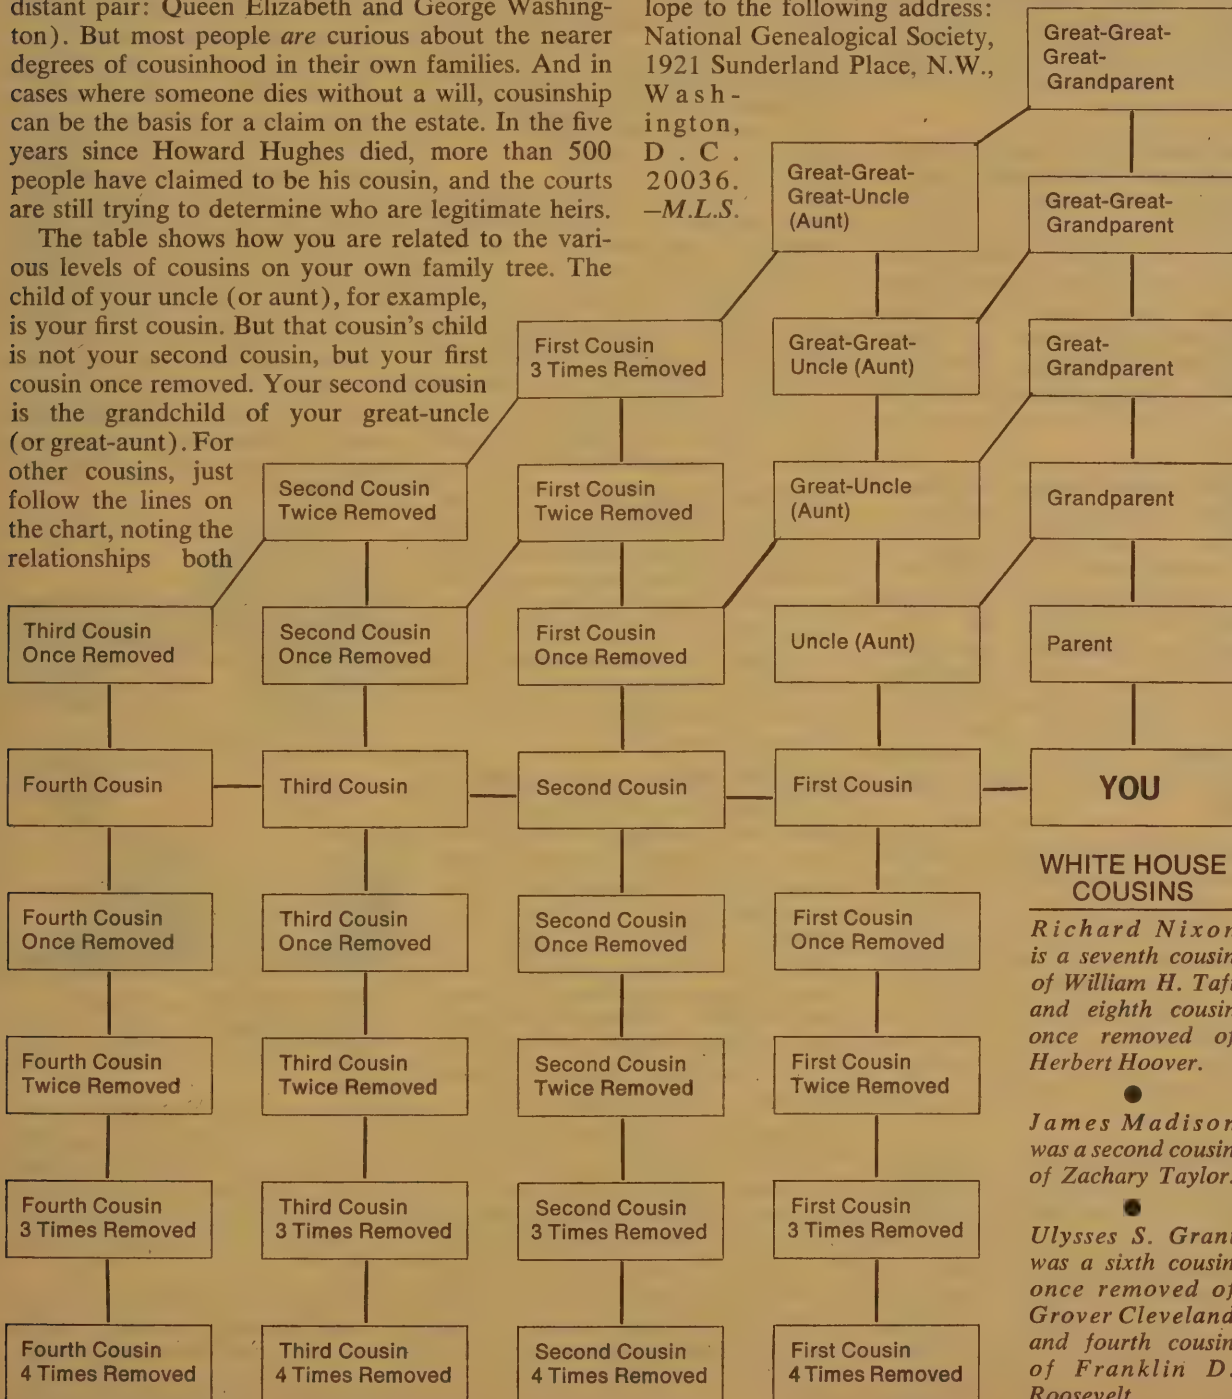 distant pair: Queen Elizabeth and George Washing-
ton). But most people are curious about the nearer
degrees of cousinhood in their own families. And in
cases where someone dies without a will, cousinship
can be the basis for a claim on the estate. In the five
years since Howard Hughes died, more than 500
people have claimed to be his cousin, and the courts
are still trying to determine who are legitimate heirs.
The table shows how you are related to the vari-
ous levels of cousins on your own family tree. The
child of your uncle (or aunt), for example,
is your first cousin. But that cousin's child
is not your second cousin, but your first
cousin once removed. Your second cousin
is the grandchild of your great-uncle
(or great-aunt). For
other cousins, just
follow the lines on
the chart, noting the
relationships both
lope to the following address:
National Genealogical Society,
1921 Sunderland Place, N.W.,
Wash-
ington,
D.C.
20036.
–M.L.S.
Great-Great-
Great-
Grandparent
Great-Great-
Great-Uncle
(Aunt)
Great-Great-
Grandparent
First Cousin
3 Times Removed
Great-Great-
Uncle (Aunt)
Great-
Grandparent
Second Cousin
Twice Removed
First Cousin
Twice Removed
Great-Uncle
(Aunt)
Grandparent
Third Cousin
Once Removed
Second Cousin
Once Removed
First Cousin
Once Removed
Uncle (Aunt)
Parent
Fourth Cousin
Third Cousin
Second Cousin
First Cousin
YOU
Fourth Cousin
Once Removed
Third Cousin
Once Removed
Second Cousin
Once Removed
First Cousin
Once Removed
Fourth Cousin
Twice Removed
Third Cousin
Twice Removed
Second Cousin
Twice Removed
First Cousin
Twice Removed
Fourth Cousin
3 Times Removed
Third Cousin
3 Times Removed
Second Cousin
3 Times Removed
First Cousin
3 Times Removed
Fourth Cousin
4 Times Removed
Third Cousin
4 Times Removed
Second Cousin
4 Times Removed
First Cousin
4 Times Removed
WHITE HOUSE
COUSINS
Richard Nixon
is a seventh cousin
of William H. Taft
and eighth cousin
once removed of
Herbert Hoover.
James Madison
was a second cousin
of Zachary Taylor.
Ulysses S. Grant
was a sixth cousin
once removed of
Grover Cleveland
and fourth cousin
of Franklin D.
Roosevelt